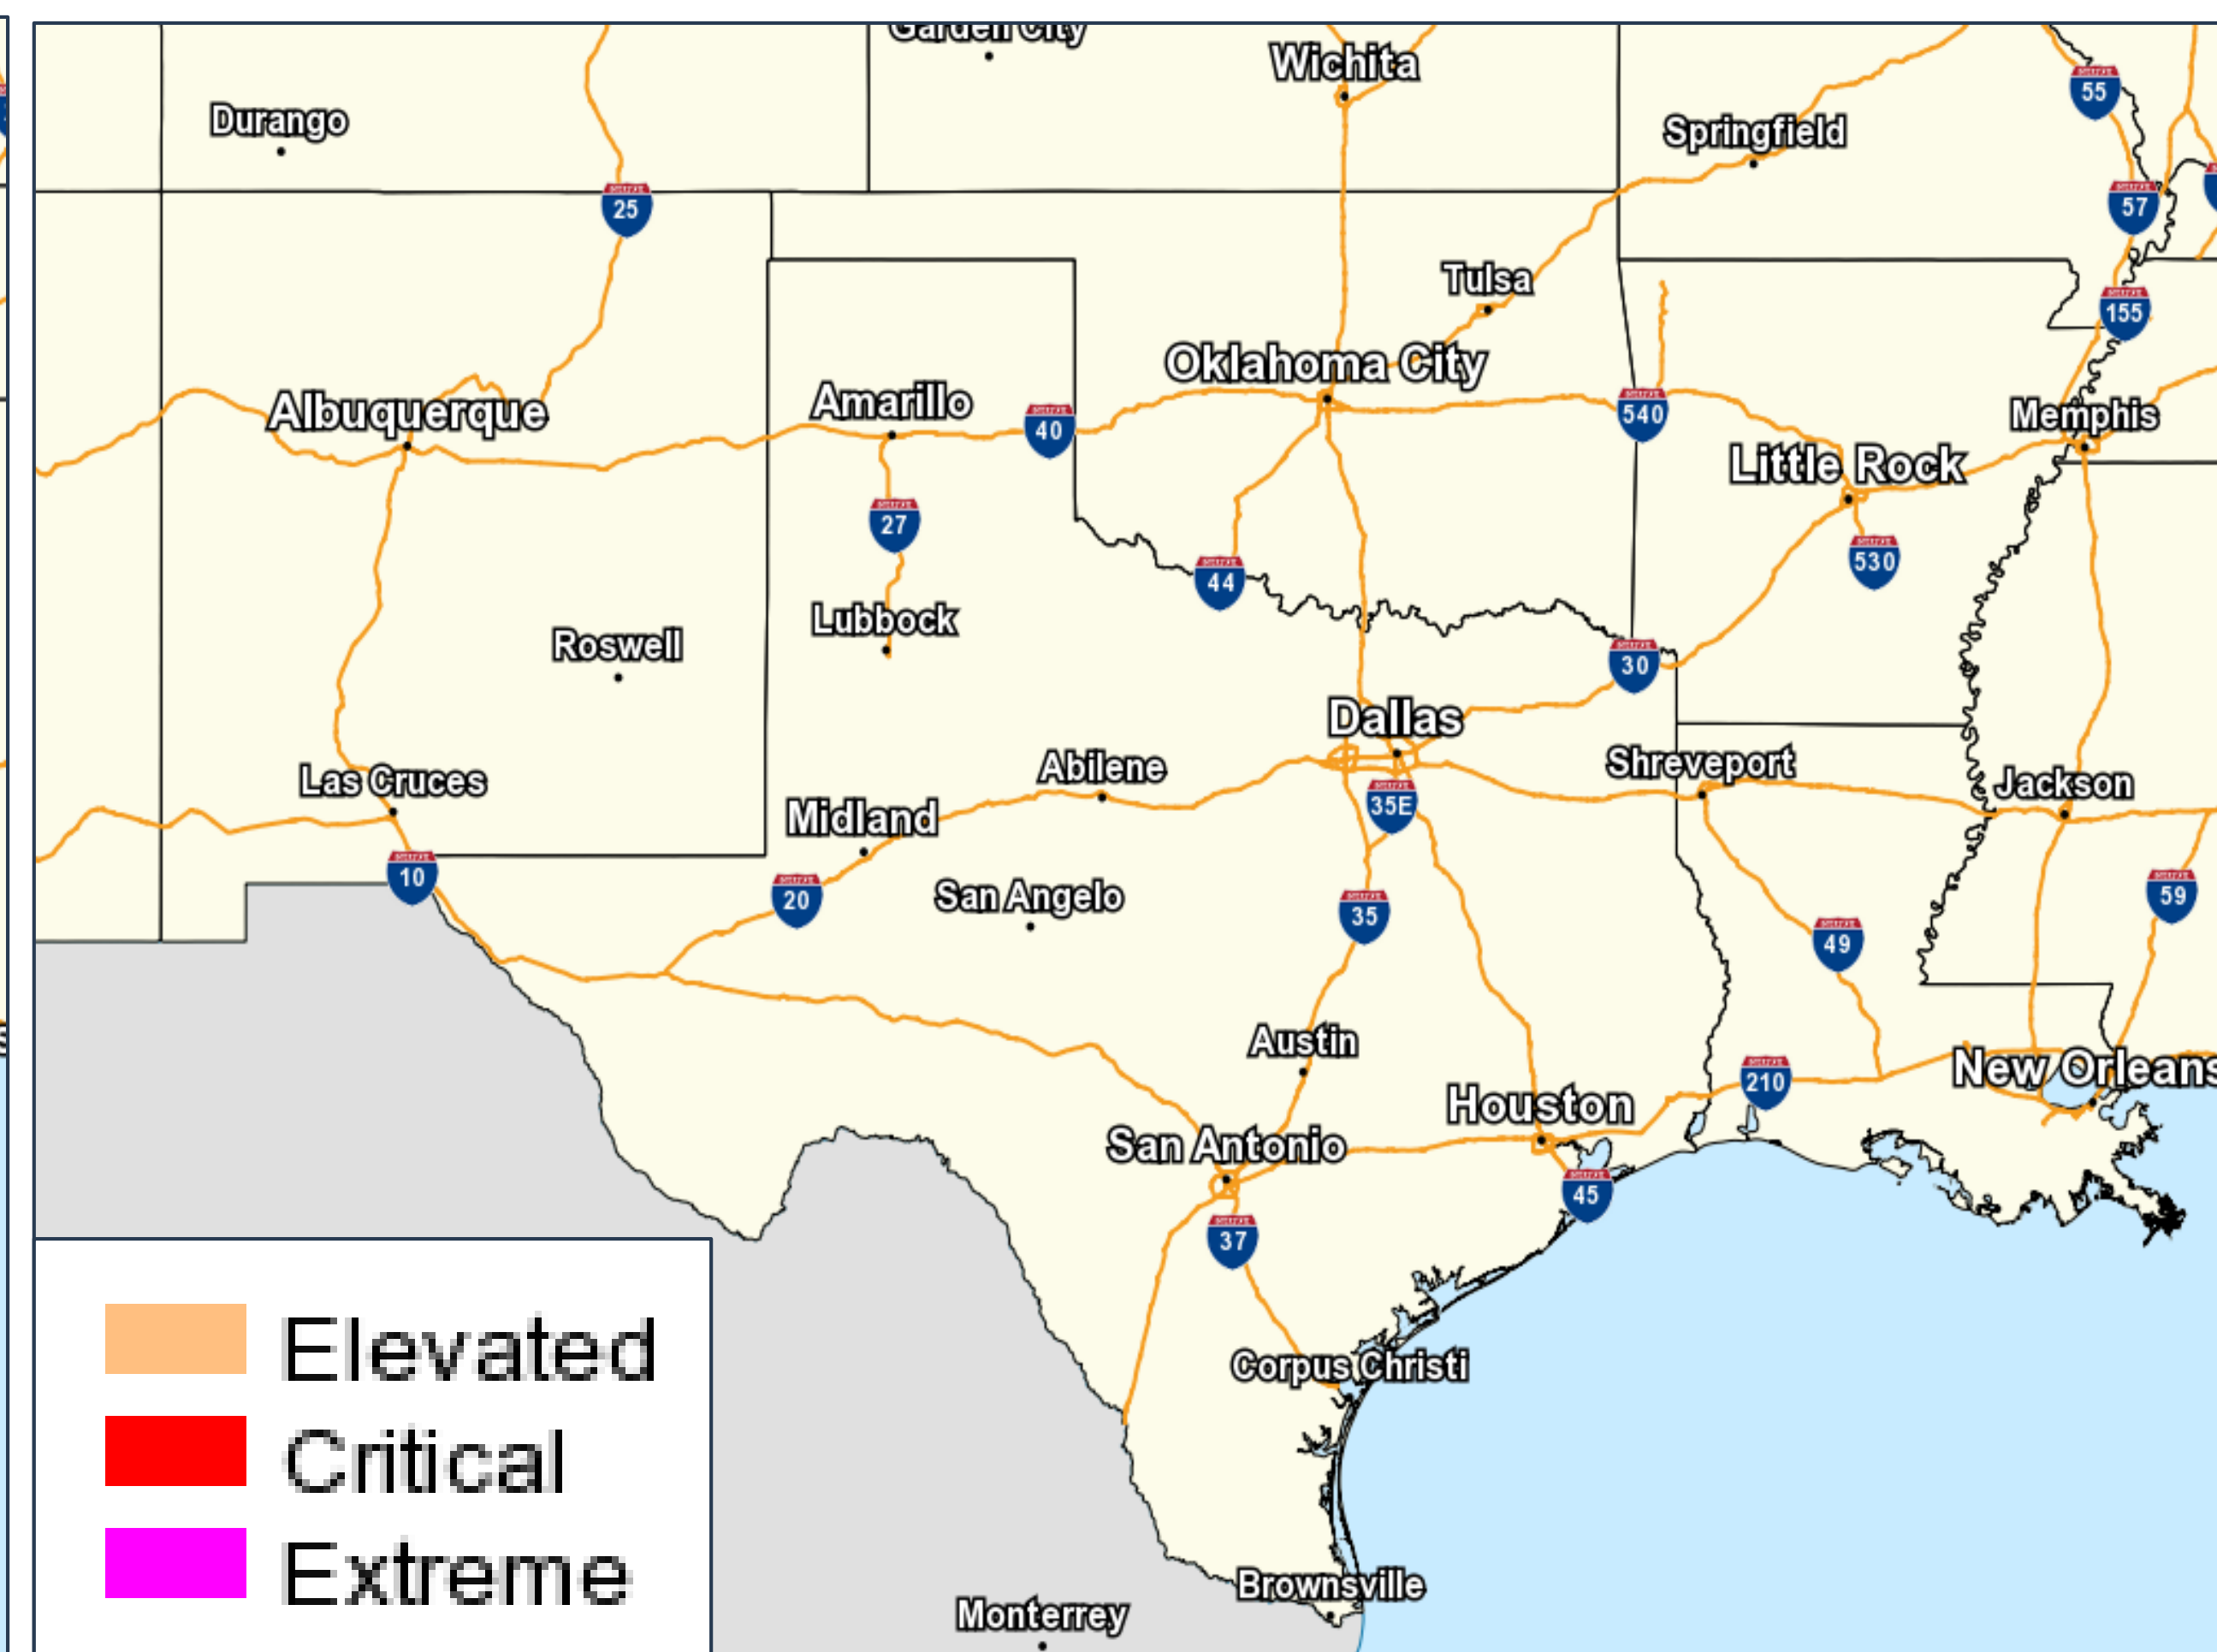 Garden City
Wichita
55
Durango
Springfield
25
57
Tulsa
155
Oklahoma City
Albuquerque
Amarillo
40
540
Memphis
Little Rock
27
530
44
Lubbock
Roswell
30
Dallas
Shreveport
Las Cruces
Abilene
Jackson
35E
Midland
10
20
San Angelo
35
59
49
Austin
New Orleans
210
Houston
San Antonio
45
37
Elevated
Corpus Christi
Critical
Extreme
Brownsville
Monterrey